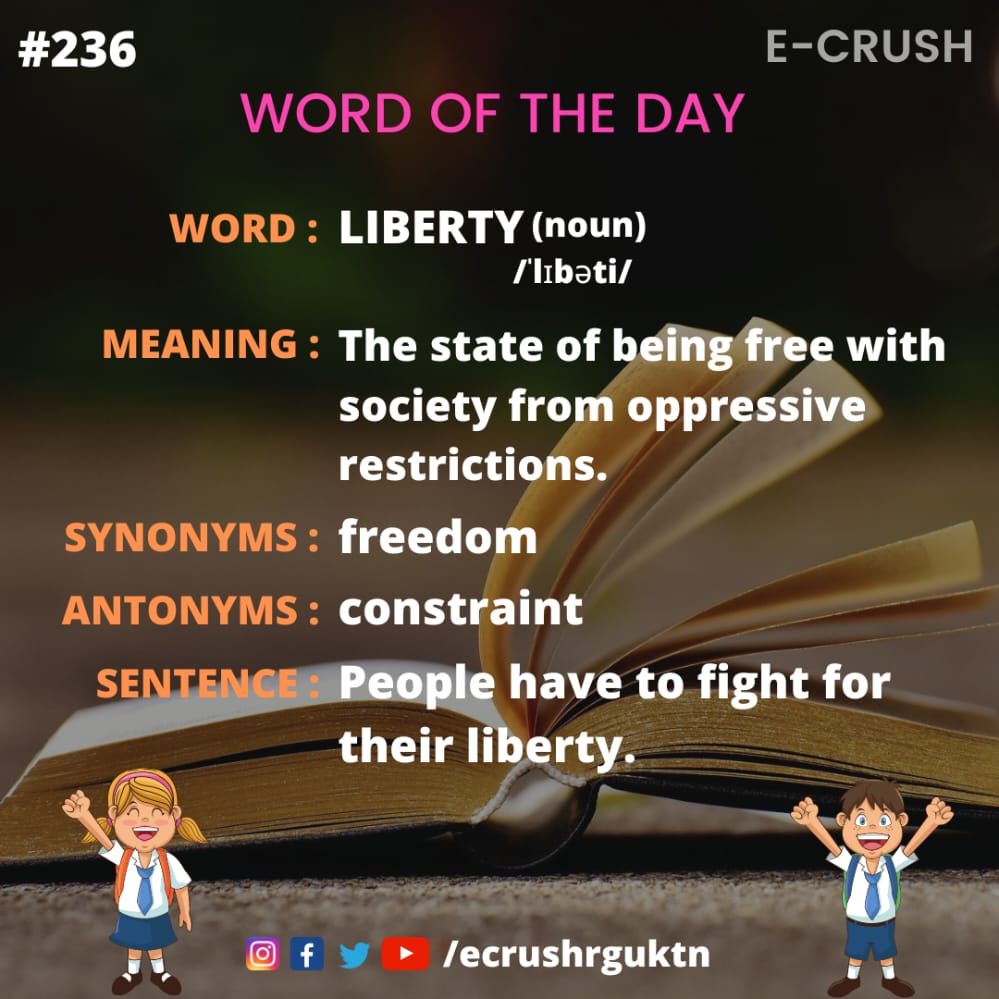 #236
E-CRUSH
WORD OF THE DAY
WORD : LIBERTY (noun)
/ˈlɪbəti/
MEANING : The state of being free with
society from oppressive
restrictions.
SYNONYMS : freedom
ANTONYMS : constraint
SENTENCE : People have to fight for
their liberty.
/ecrushrguktn